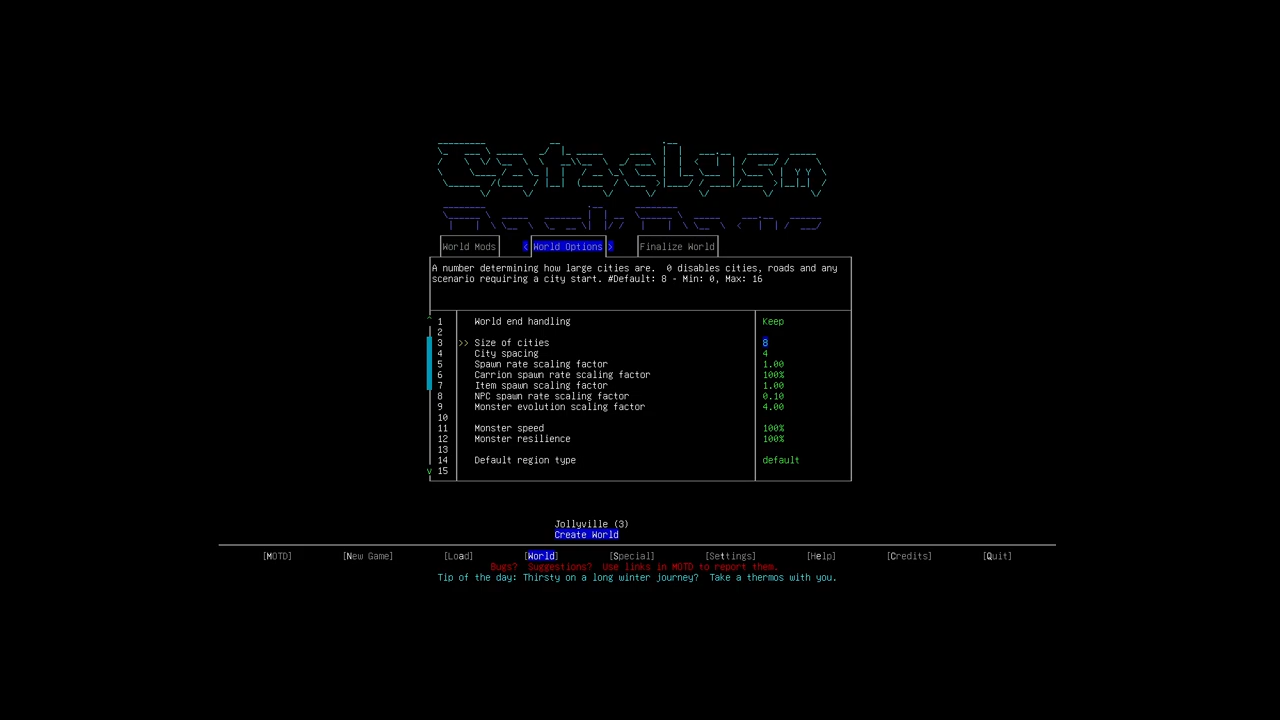 Cataclysm
Dark Days
World Mods < World Options > Finalize World
A number determining how large cities are.  0 disables cities, roads and any
scenario requiring a city start. #Default: 8 - Min: 0, Max: 16
^ 1 World end handling Keep
2
3 >> Size of cities 8
4 City spacing 4
5 Spawn rate scaling factor 1.00
6 Carrion spawn rate scaling factor 100%
7 Item spawn scaling factor 1.00
8 NPC spawn rate scaling factor 0.10
9 Monster evolution scaling factor 4.00
10
11 Monster speed 100%
12 Monster resilience 100%
13
14 Default region type default
v 15
Jollyville (3)
Create World
[MOTD] [New Game] [Load] [World] [Special] [Settings] [Help] [Credits] [Quit]
Bugs?  Suggestions?  Use links in MOTD to report them.
Tip of the day: Thirsty on a long winter journey?  Take a thermos with you.